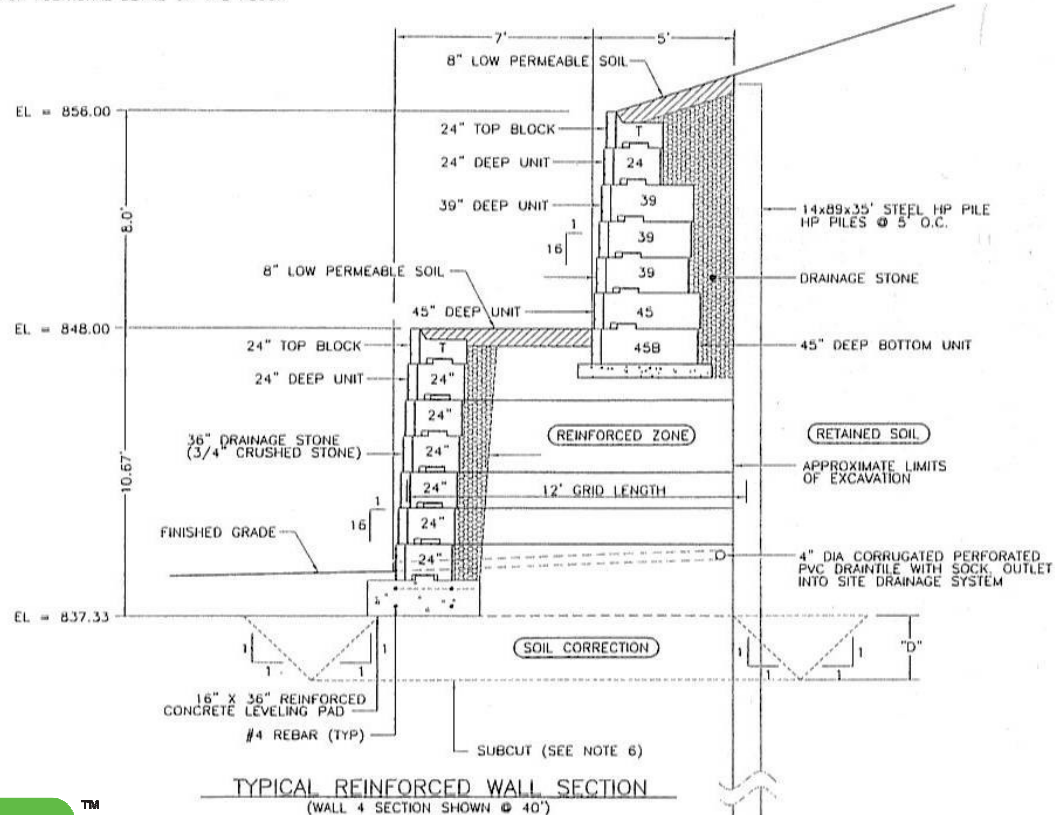 7'
5'
8" LOW PERMEABLE SOIL
EL = 856.00
24" TOP BLOCK
T
24" DEEP UNIT
24
39" DEEP UNIT
39
14x89x35' STEEL HP PILE
HP PILES @ 5' O.C.
8.0'
1
16
39
8" LOW PERMEABLE SOIL
39
DRAINAGE STONE
45" DEEP UNIT
45
EL = 848.00
24" TOP BLOCK
T
45B
45" DEEP BOTTOM UNIT
24" DEEP UNIT
24"
24"
36" DRAINAGE STONE
(3/4" CRUSHED STONE)
24"
REINFORCED ZONE
RETAINED SOIL
10.67'
APPROXIMATE LIMITS
OF EXCAVATION
24"
12' GRID LENGTH
1
16
24"
FINISHED GRADE
24"
4" DIA CORRUGATED PERFORATED
PVC DRAINTILE WITH SOCK, OUTLET
INTO SITE DRAINAGE SYSTEM
EL = 837.33
1
1
1
1
SOIL CORRECTION
1
1
1
1
"D"
16" X 36" REINFORCED
CONCRETE LEVELING PAD
#4 REBAR (TYP)
SUBCUT (SEE NOTE 6)
TYPICAL REINFORCED WALL SECTION
(WALL 4 SECTION SHOWN @ 40')
TM